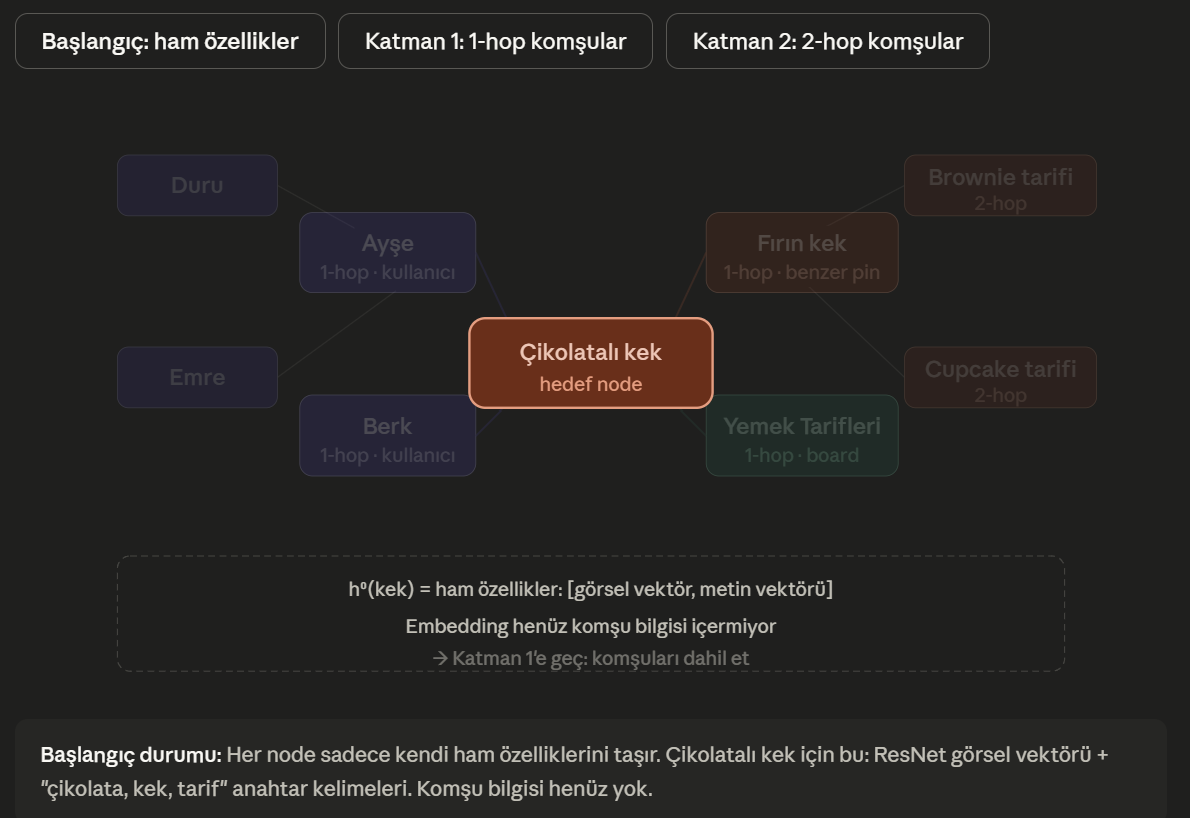 Başlangıç: ham özellikler
Katman 1: 1-hop komşular
Katman 2: 2-hop komşular
Duru
Brownie tarifi
2-hop
Ayşe
1-hop · kullanıcı
Fırın kek
1-hop · benzer pin
Çikolatalı kek
hedef node
Emre
Cupcake tarifi
2-hop
Berk
1-hop · kullanıcı
Yemek Tarifleri
1-hop · board
h⁰(kek) = ham özellikler: [görsel vektör, metin vektörü]
Embedding henüz komşu bilgisi içermiyor
→ Katman 1'e geç: komşuları dahil et
Başlangıç durumu: Her node sadece kendi ham özelliklerini taşır. Çikolatalı kek için bu: ResNet görsel vektörü +
"çikolata, kek, tarif" anahtar kelimeleri. Komşu bilgisi henüz yok.